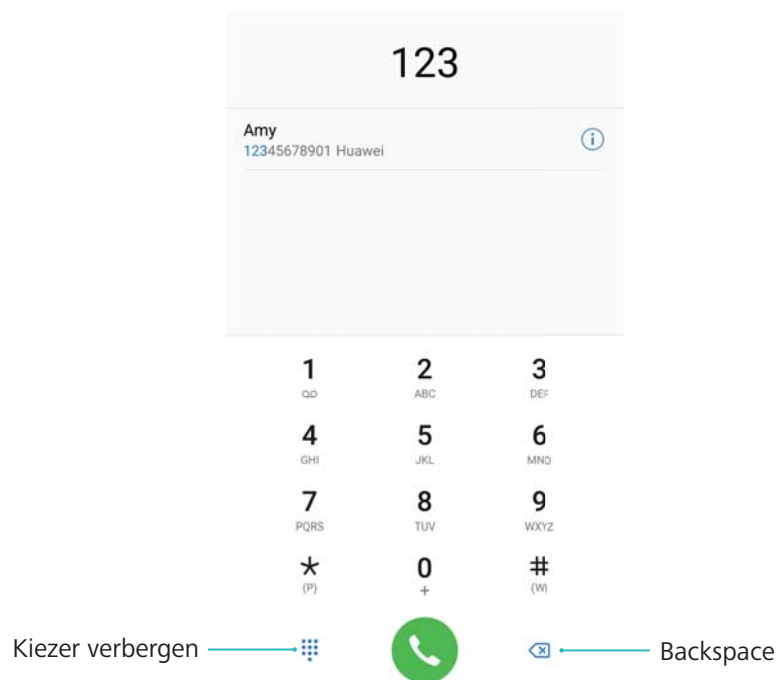 123
Amy
12345678901 Huawei
1 2 3
ABC DEF
4 5 6
GHI JKL MNO
7 8 9
PQRS TUV WXYZ
* 0 #
(P) + (W)
Kiezer verbergen Backspace